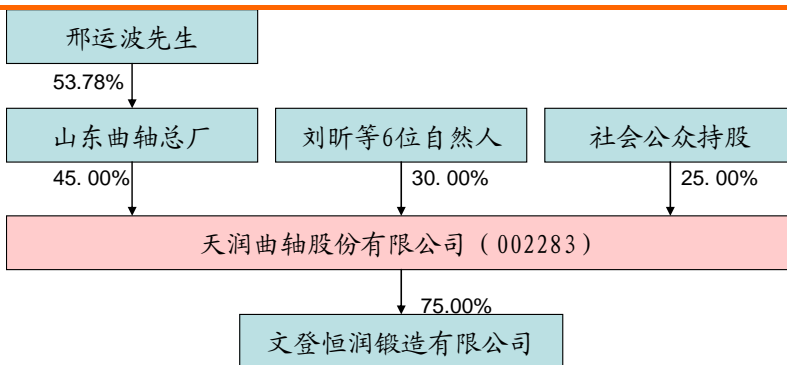 邢运波先生
53.78%
山东曲轴总厂
刘昕等6位自然人
社会公众持股
45.00%
30.00%
25.00%
天润曲轴股份有限公司（002283）
75.00%
文登恒润锻造有限公司